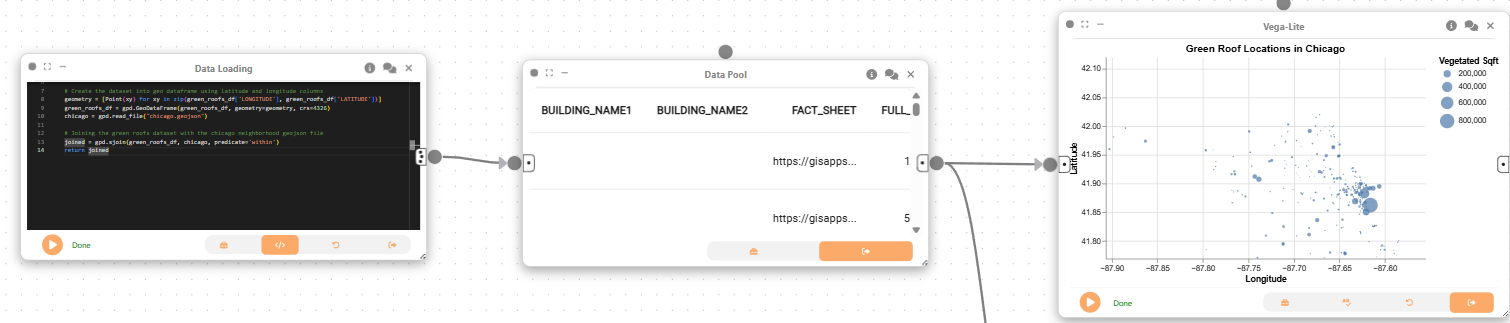 Data Loading
7 # Create the dataset into geo dataframe using latitude and longitude columns
8 geometry = [Point(xy) for xy in zip(green_roofs_df['LONGITUDE'], green_roofs_df['LATITUDE'])]
9 green_roofs_df = gpd.GeoDataFrame(green_roofs_df, geometry=geometry, crs=4326)
10 chicago = gpd.read_file("chicago.geojson")
11
12 # Joining the green roofs dataset with the chicago neighborhood geojson file
13 joined = gpd.sjoin(green_roofs_df, chicago, predicate='within')
14 return joined
Done
Data Pool
BUILDING_NAME1 BUILDING_NAME2 FACT_SHEET FULL_
https://gisapps... 1
https://gisapps... 5
Vega-Lite
Green Roof Locations in Chicago
Vegetated Sqft
200,000
400,000
600,000
800,000
Latitude
42.10
42.05
42.00
41.95
41.90
41.85
41.80
−87.90 −87.85 −87.80 −87.75 −87.70 −87.65 −87.60
Longitude
Done